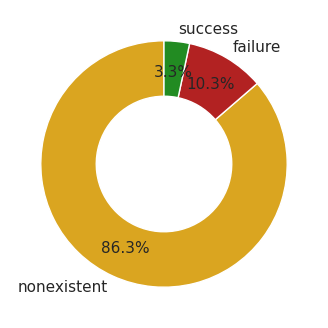 success
failure
3.3%
10.3%
86.3%
nonexistent